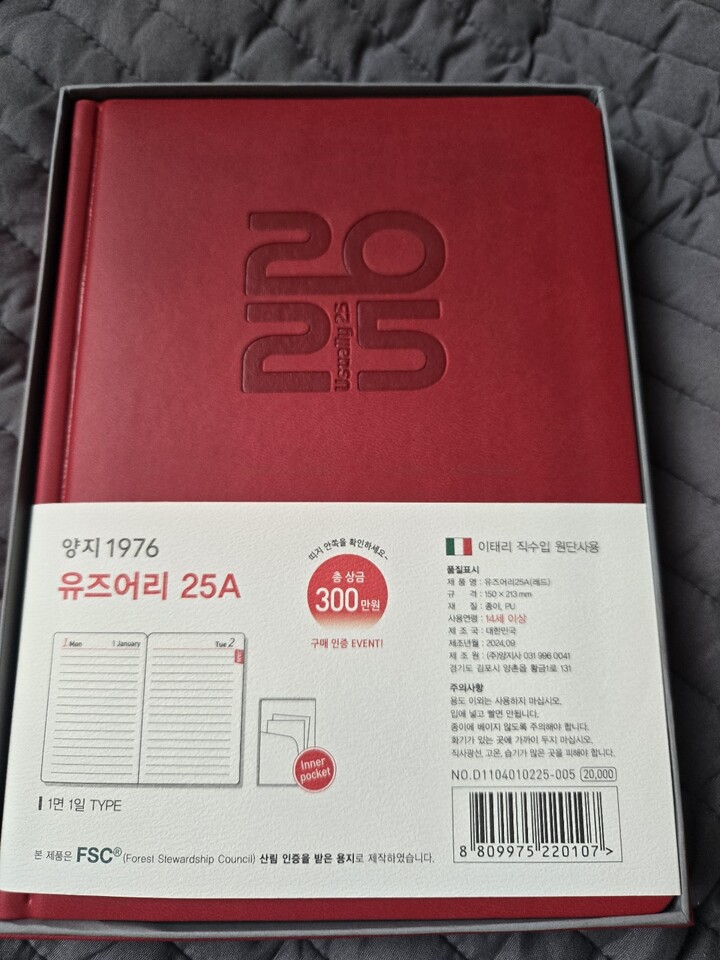 2025
Usually 25
양지 1976
유즈어리 25A
띠지 안쪽을 확인하세요~
총 상금
300만원
구매 인증 EVENT!
1 Mon
1 January
Tue 2
Inner
pocket
1면 1일 TYPE
본 제품은 FSC® (Forest Stewardship Council) 산림 인증을 받은 용지로 제작하였습니다.
이태리 직수입 원단사용
품질표시
제 품 명 : 유즈어리25A(레드)
규 격 : 150 × 213 mm
재 질 : 종이, PU
사용연령 : 14세 이상
제 조 국 : 대한민국
제조년월 : 2024.09
제 조 원 : (주)양지사 031 996 0041
경기도 김포시 양촌읍 황금1로 131
주의사항
용도 이외는 사용하지 마십시오.
입에 넣고 빨면 안됩니다.
종이에 베이지 않도록 주의해야 합니다.
화기가 있는 곳에 가까이 두지 마십시오.
직사광선, 고온, 습기가 많은 곳을 피해야 합니다.
NO.D1104010225-005 20,000
8 809975 220107 >